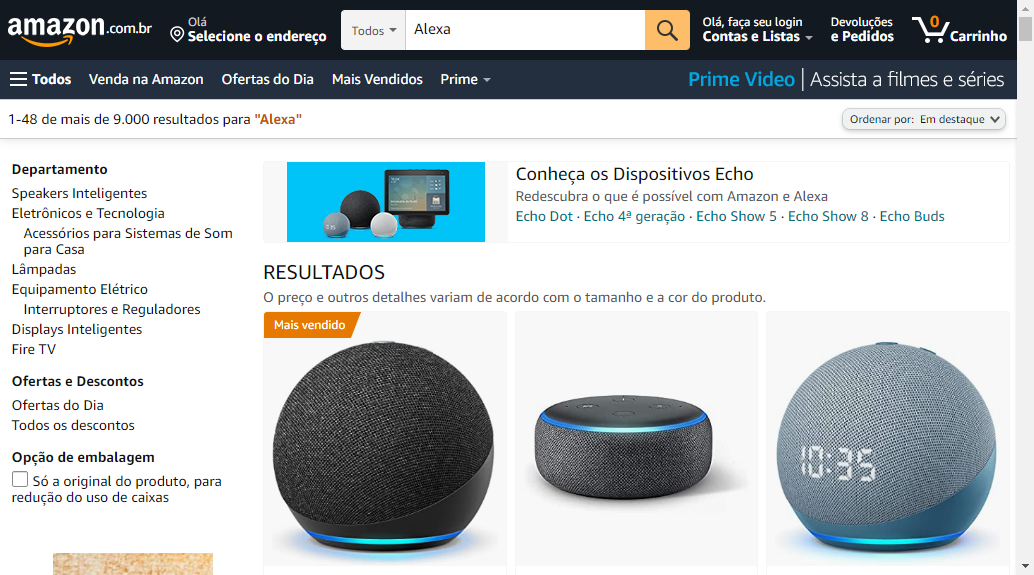 amazon.com.br
Olá
Selecione o endereço
Todos
Alexa
Olá, faça seu login
Contas e Listas
Devoluções
e Pedidos
0
Carrinho
Todos
Venda na Amazon
Ofertas do Dia
Mais Vendidos
Prime
Prime Video | Assista a filmes e séries
1-48 de mais de 9.000 resultados para "Alexa"
Ordenar por: Em destaque
Departamento
Speakers Inteligentes
Eletrônicos e Tecnologia
Acessórios para Sistemas de Som
para Casa
Lâmpadas
Equipamento Elétrico
Interruptores e Reguladores
Displays Inteligentes
Fire TV
Ofertas e Descontos
Ofertas do Dia
Todos os descontos
Opção de embalagem
Só a original do produto, para
redução do uso de caixas
Conheça os Dispositivos Echo
Redescubra o que é possível com Amazon e Alexa
Echo Dot · Echo 4ª geração · Echo Show 5 · Echo Show 8 · Echo Buds
RESULTADOS
O preço e outros detalhes variam de acordo com o tamanho e a cor do produto.
Mais vendido
10:35